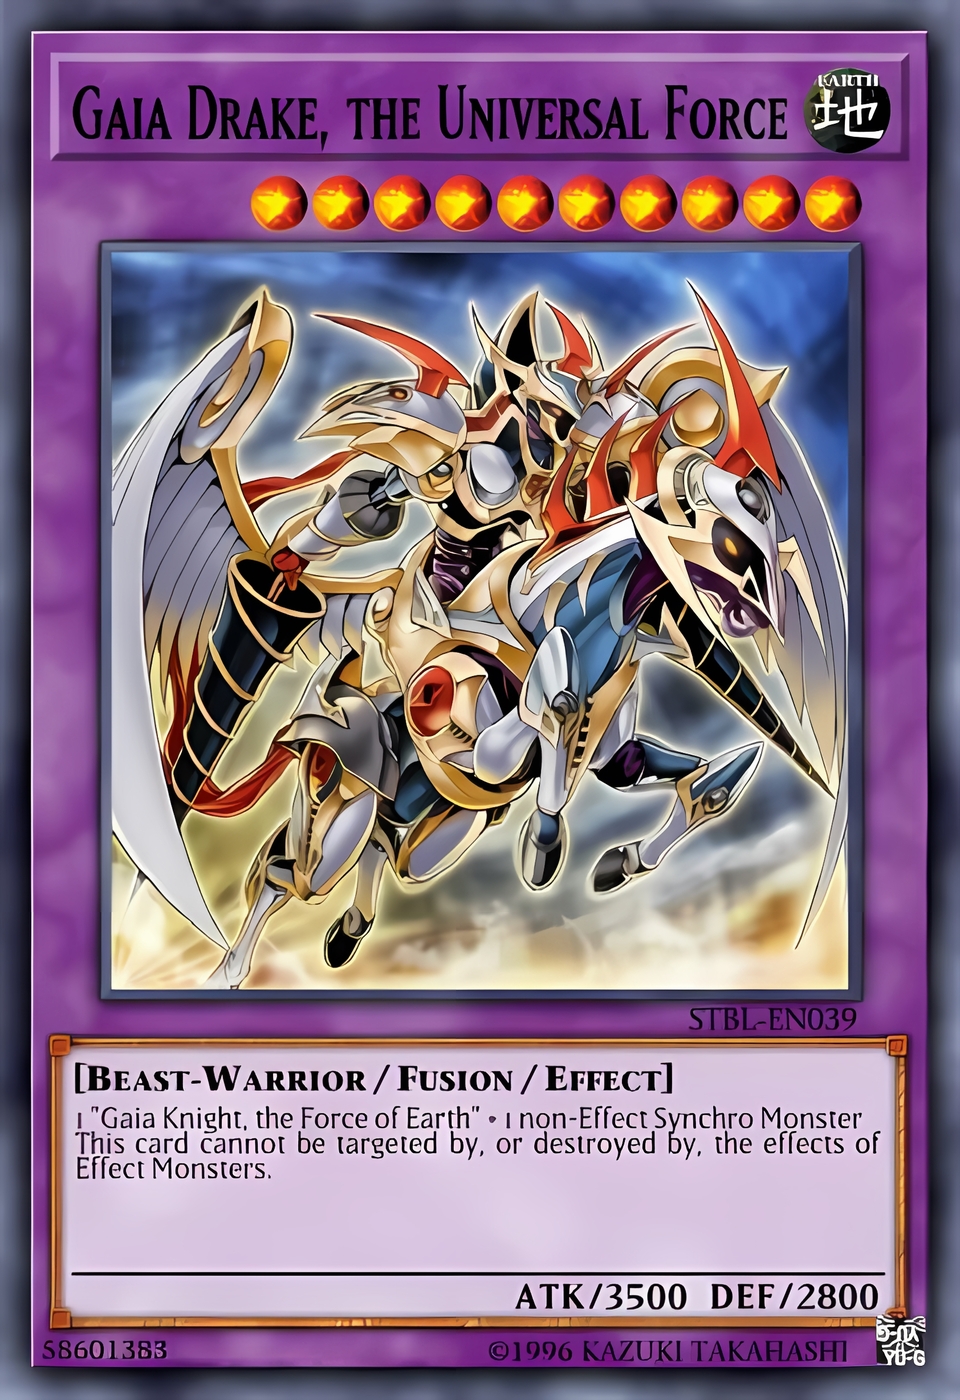 GAIA DRAKE, THE UNIVERSAL FORCE
EARTH
地
STBL-EN039
[BEAST-WARRIOR / FUSION / EFFECT]
1 "Gaia Knight, the Force of Earth" • 1 non-Effect Synchro Monster
This card cannot be targeted by, or destroyed by, the effects of
Effect Monsters.
ATK/3500 DEF/2800
58601383
©1996 KAZUKI TAKAHASHI